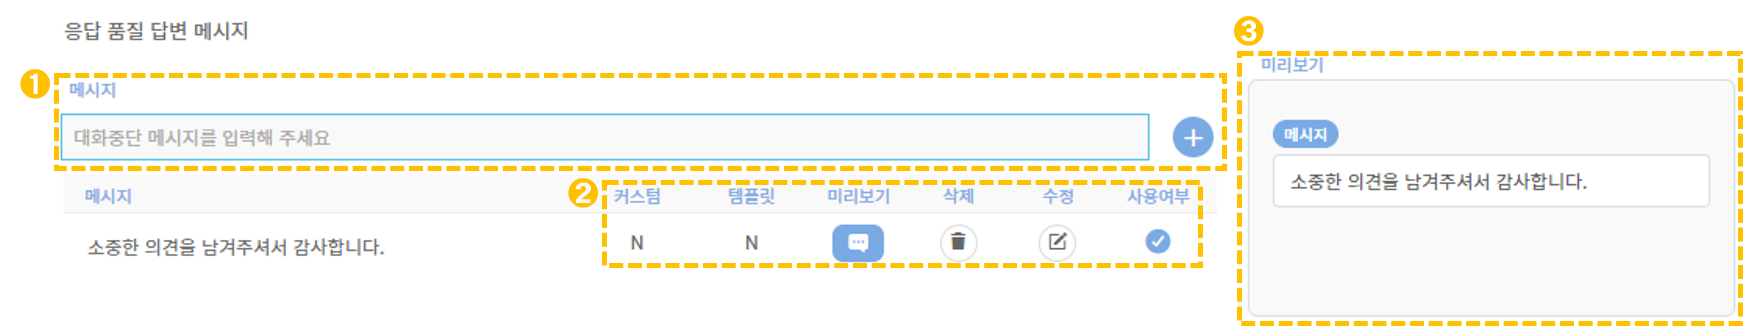 응답 품질 답변 메시지
1
메시지
대화중단 메시지를 입력해 주세요
메시지
2
커스텀 템플릿 미리보기 삭제 수정 사용여부
소중한 의견을 남겨주셔서 감사합니다. N N
3
미리보기
메시지
소중한 의견을 남겨주셔서 감사합니다.